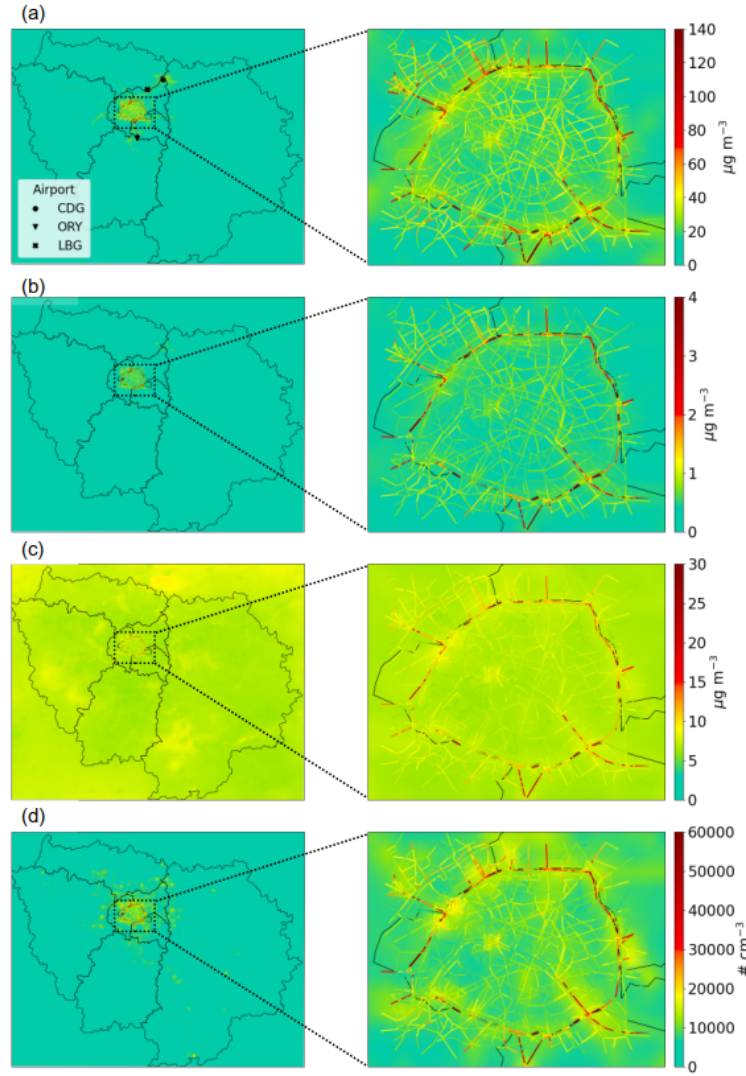 (a)
Airport
CDG
ORY
LBG
140
120
100
80
60
40
20
0
µg m⁻³
(b)
4
3
2
1
0
µg m⁻³
(c)
30
25
20
15
10
5
0
µg m⁻³
(d)
60000
50000
40000
30000
20000
10000
0
# cm⁻³